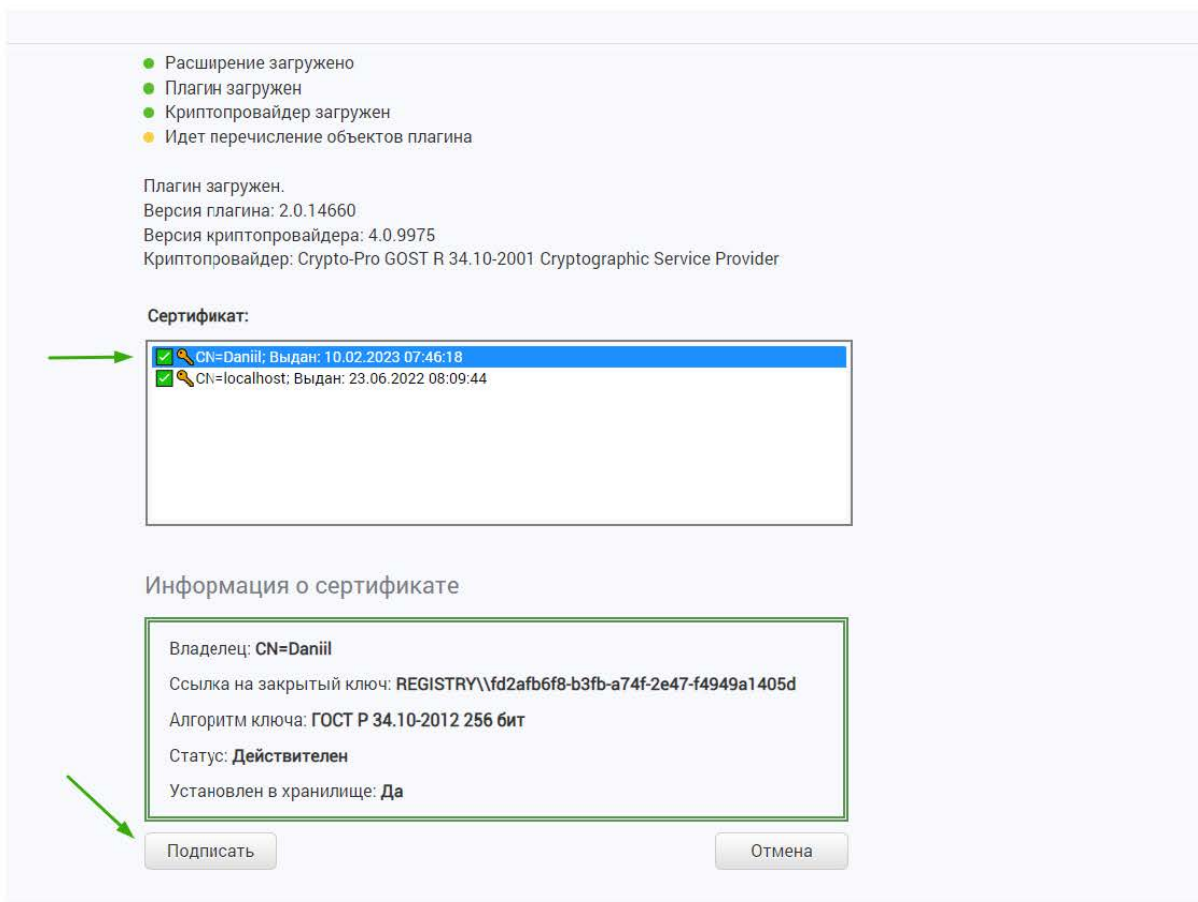 Расширение загружено
Плагин загружен
Криптопровайдер загружен
Идет перечисление объектов плагина
Плагин загружен.
Версия плагина: 2.0.14660
Версия криптопровайдера: 4.0.9975
Криптопровайдер: Crypto-Pro GOST R 34.10-2001 Cryptographic Service Provider
Сертификат:
CN=Daniil; Выдан: 10.02.2023 07:46:18
CN=localhost; Выдан: 23.06.2022 08:09:44
Информация о сертификате
Владелец: CN=Daniil
Ссылка на закрытый ключ: REGISTRY\\fd2afb6f8-b3fb-a74f-2e47-f4949a1405d
Алгоритм ключа: ГОСТ Р 34.10-2012 256 бит
Статус: Действителен
Установлен в хранилище: Да
Подписать Отмена